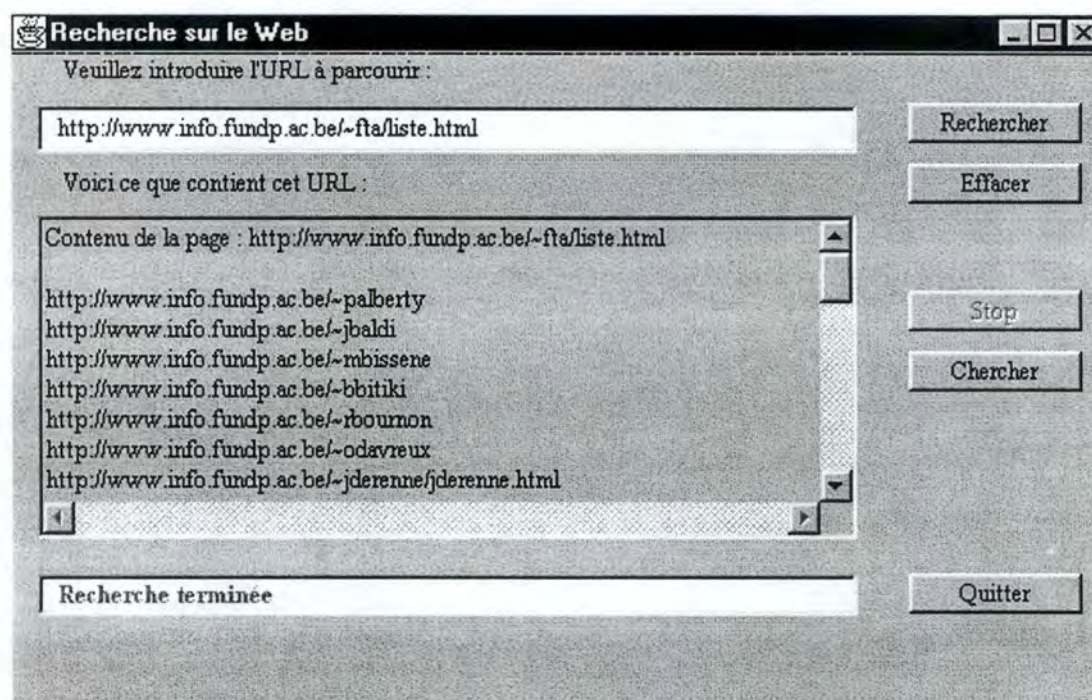 Recherche sur le Web
Veuillez introduire l'URL à parcourir :
http://www.info.fundp.ac.be/~fta/liste.html
Rechercher
Voici ce que contient cet URL :
Effacer
Contenu de la page : http://www.info.fundp.ac.be/~fta/liste.html
http://www.info.fundp.ac.be/~palberty
http://www.info.fundp.ac.be/~jbaldi
http://www.info.fundp.ac.be/~mbissene
http://www.info.fundp.ac.be/~bbitiki
http://www.info.fundp.ac.be/~rbournon
http://www.info.fundp.ac.be/~odavreux
http://www.info.fundp.ac.be/~jderenne/jderenne.html
Stop
Chercher
Recherche terminée
Quitter